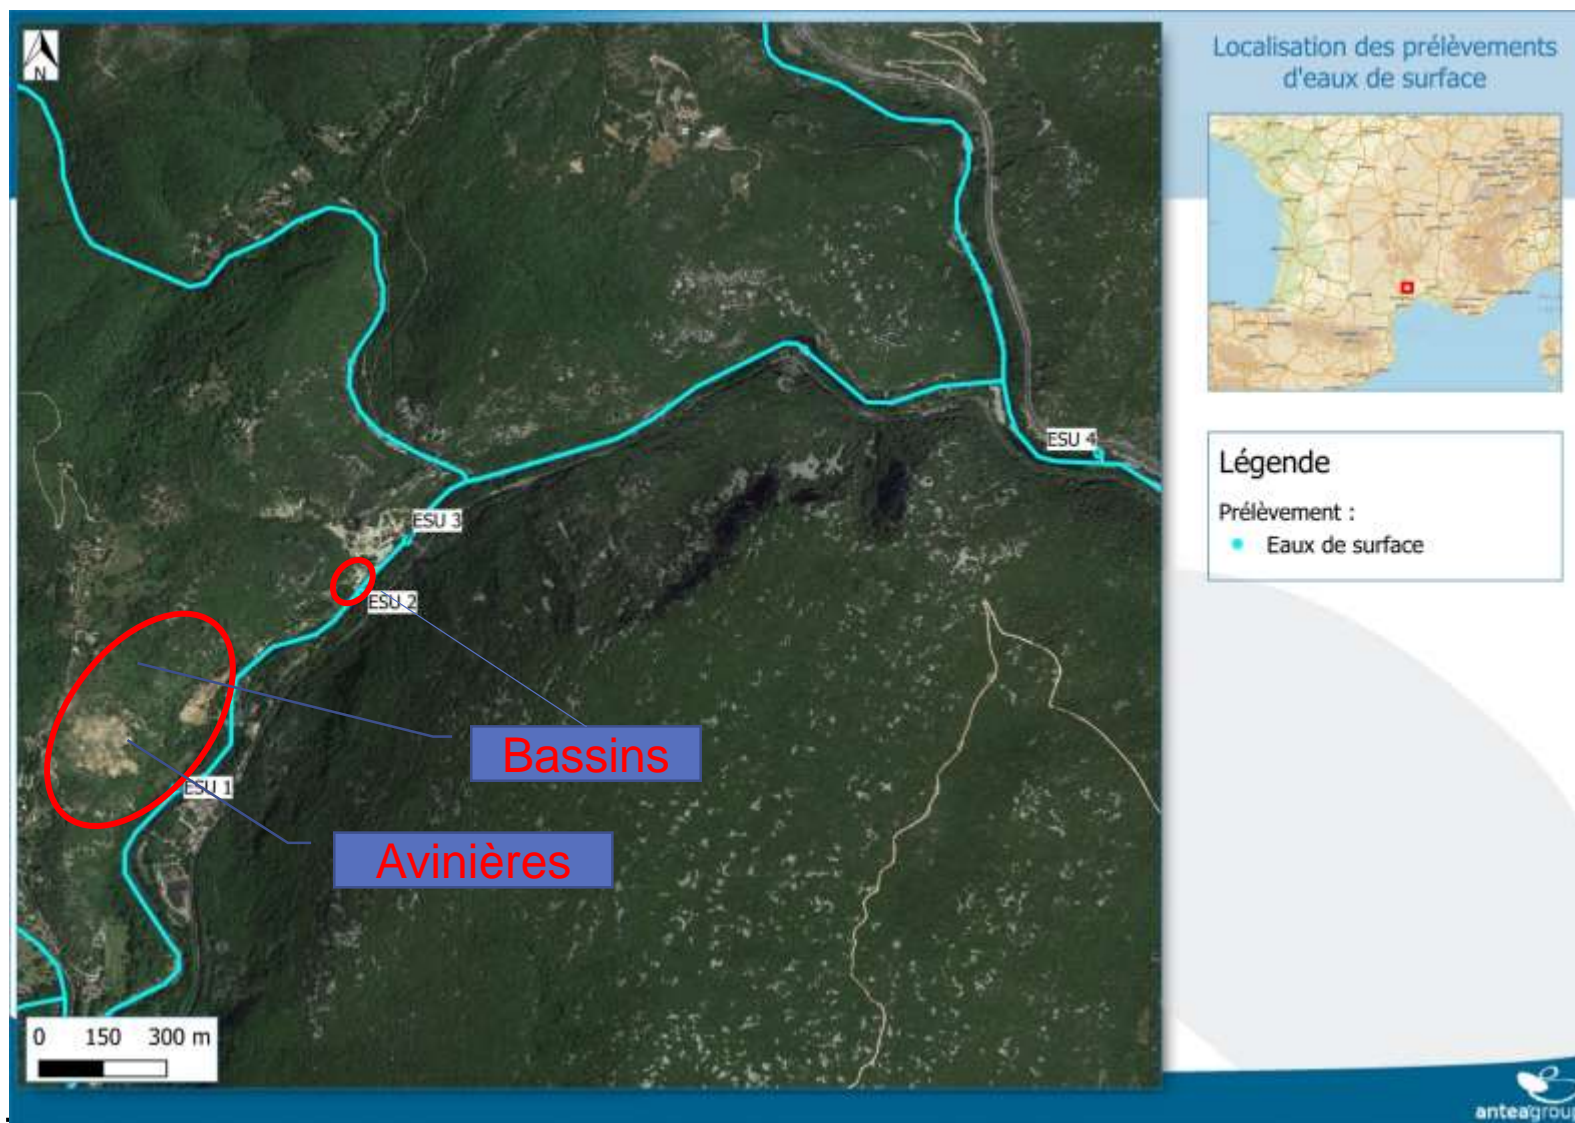 N
Localisation des prélèvements
d'eaux de surface
ESU 4
Légende
Prélèvement :
Eaux de surface
ESU 3
ESU 2
Bassins
ESU 1
Avinières
0 150 300 m
anteagroup